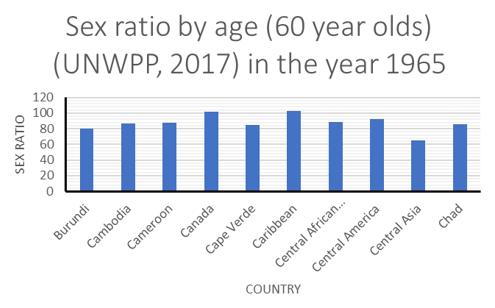 Sex ratio by age (60 year olds)
(UNWPP, 2017) in the year 1965
120
100
80
60
40
20
0
SEX RATIO
Burundi
Cambodia
Cameroon
Canada
Cape Verde
Caribbean
Central African...
Central America
Central Asia
Chad
COUNTRY